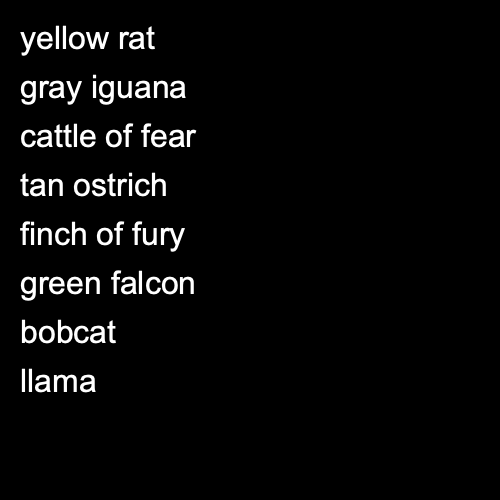 yellow rat
gray iguana
cattle of fear
tan ostrich
finch of fury
green falcon
bobcat
llama